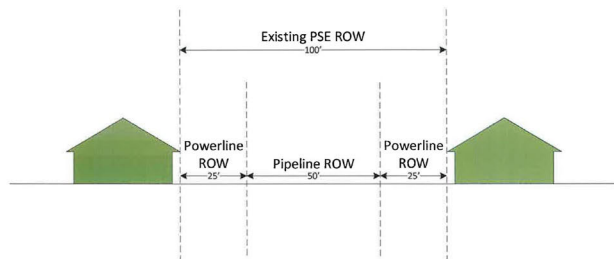 Existing PSE ROW
100'
Powerline
ROW
25'
Pipeline ROW
50'
Powerline
ROW
25'